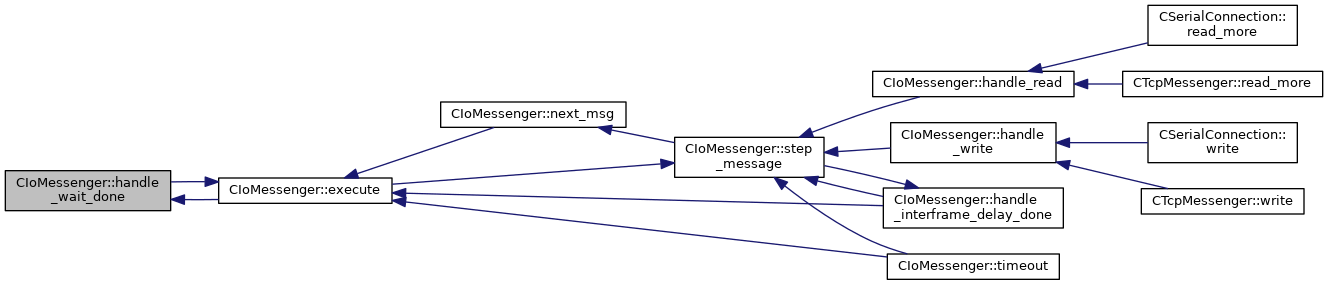 CIoMessenger::handle
_wait_done
CIoMessenger::execute
CIoMessenger::next_msg
CIoMessenger::step
_message
CIoMessenger::handle_read
CIoMessenger::handle
_write
CIoMessenger::handle
_interframe_delay_done
CIoMessenger::timeout
CSerialConnection::
read_more
CTcpMessenger::read_more
CSerialConnection::
write
CTcpMessenger::write